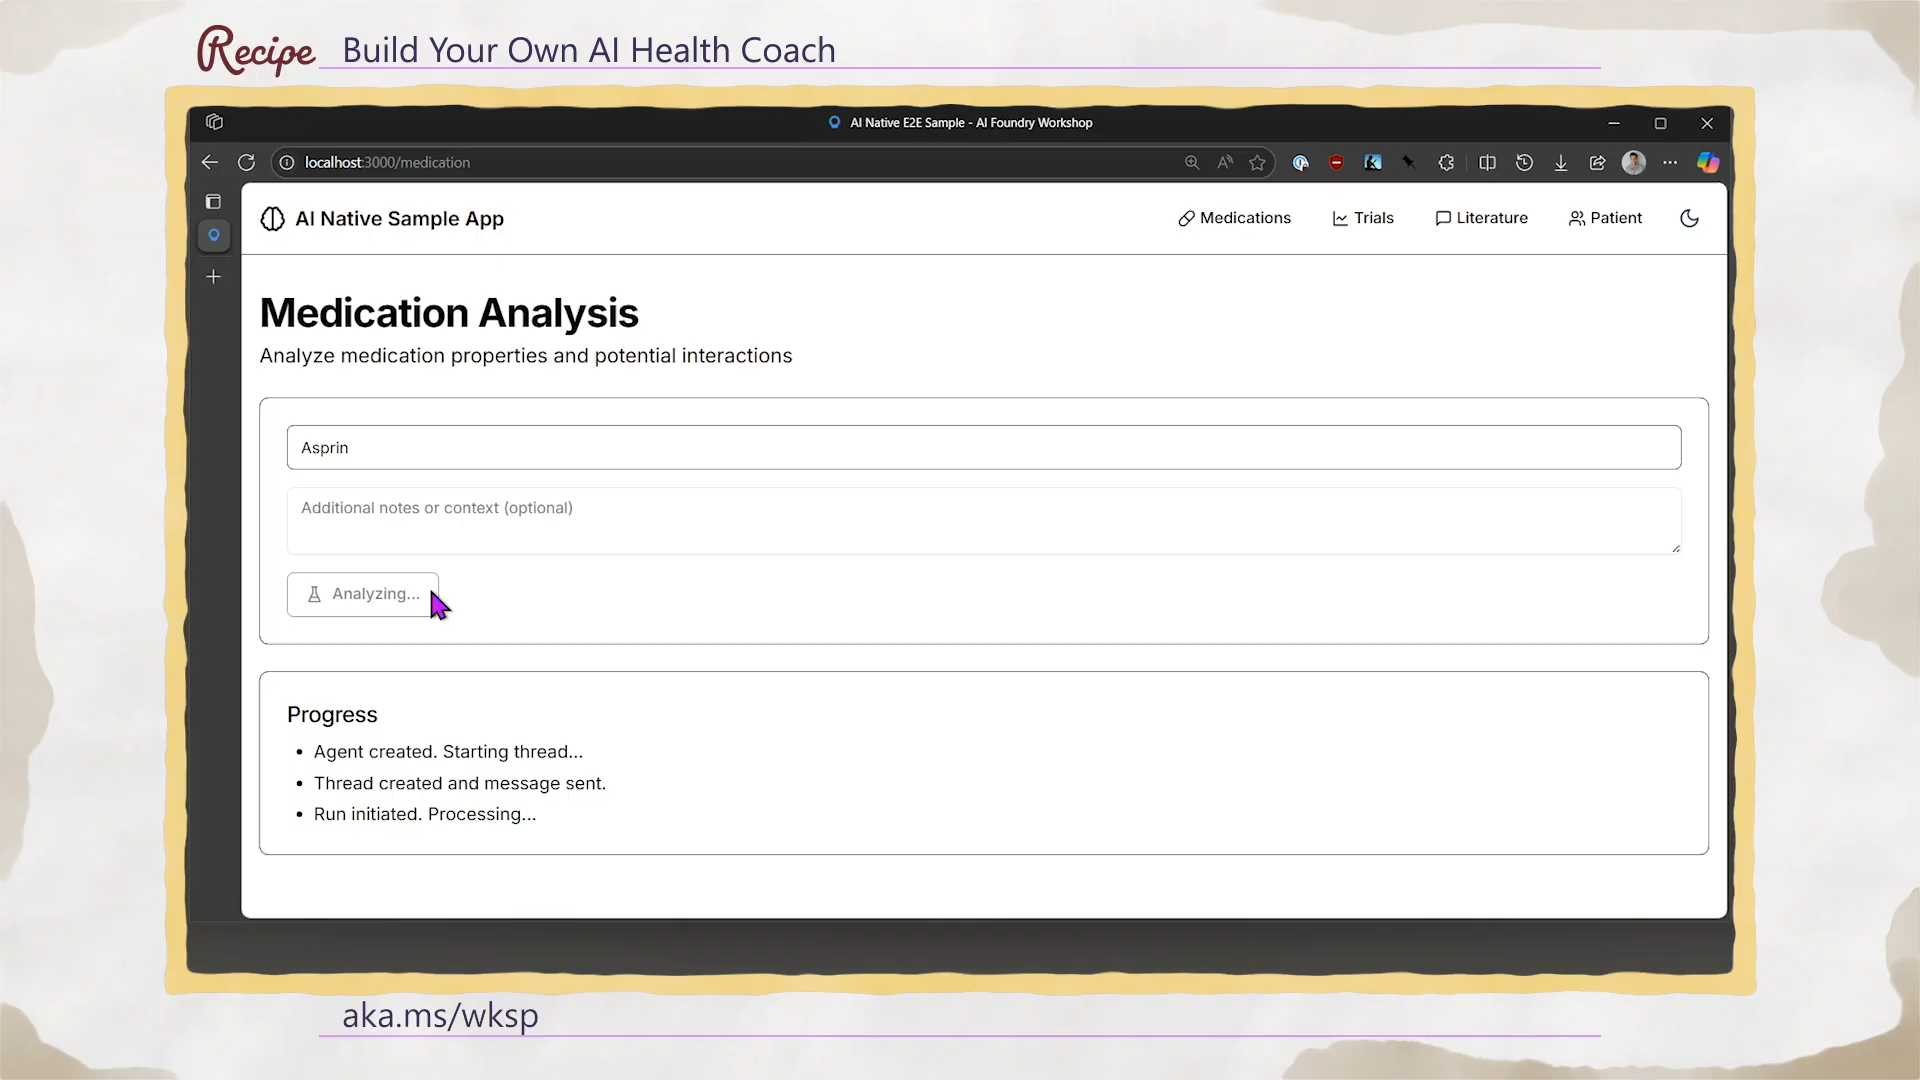 Recipe Build Your Own AI Health Coach
AI Native E2E Sample - AI Foundry Workshop
localhost:3000/medication
AI Native Sample App
Medications
Trials
Literature
Patient
Medication Analysis
Analyze medication properties and potential interactions
Asprin
Additional notes or context (optional)
Analyzing...
Progress
• Agent created. Starting thread...
• Thread created and message sent.
• Run initiated. Processing...
aka.ms/wksp